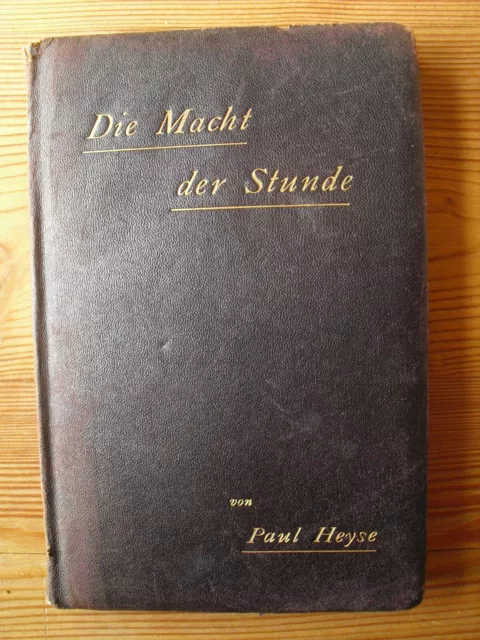 Die Macht
der Stunde
von
Paul Heyse